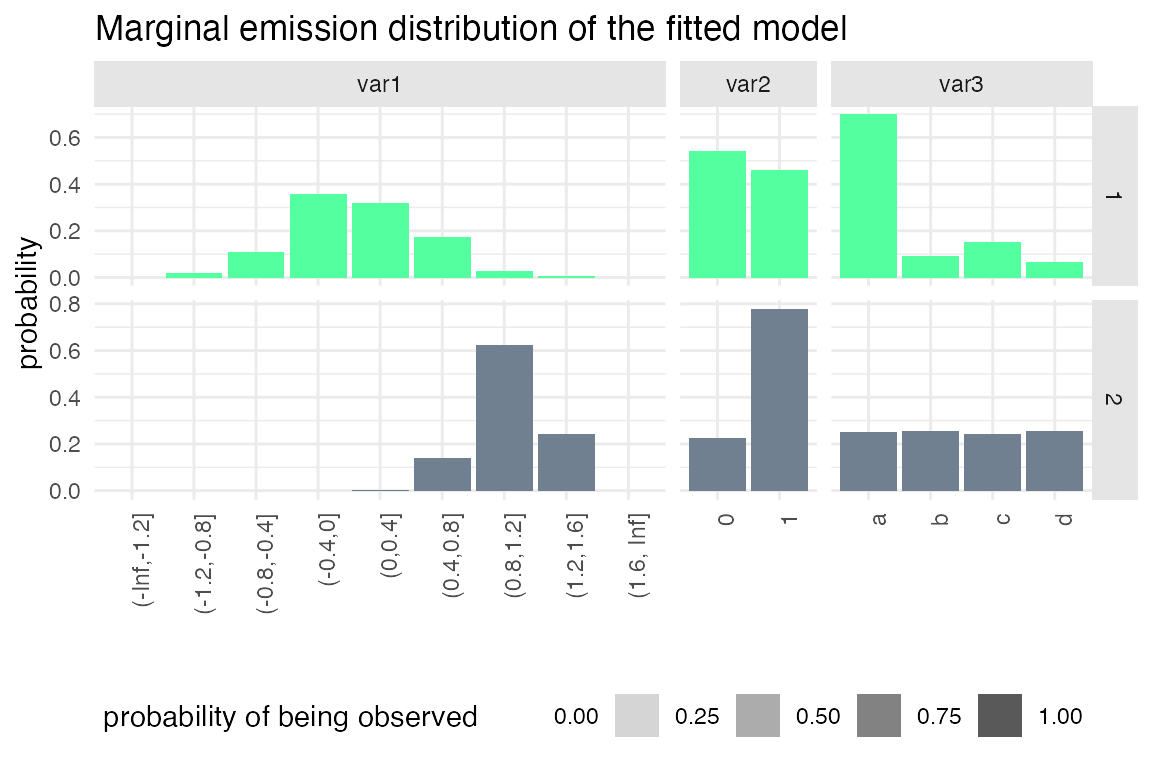 Marginal emission distribution of the fitted model
var1 var2 var3
probability
0.6
0.4
0.2
0.0
1
0.8
0.6
0.4
0.2
0.0
2
(-Inf,-1.2] (-1.2,-0.8] (-0.8,-0.4] (-0.4,0] (0,0.4] (0.4,0.8] (0.8,1.2] (1.2,1.6] (1.6, Inf] 0 1 a b c d
probability of being observed 0.00 0.25 0.50 0.75 1.00